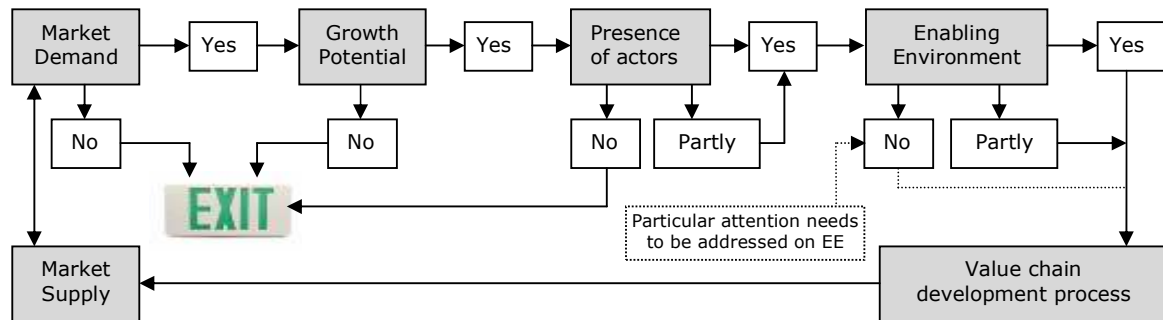 Market
Demand
Yes
Growth
Potential
Yes
Presence
of actors
Yes
Enabling
Environment
Yes
No
No
No
Partly
No
Partly
EXIT
Particular attention needs
to be addressed on EE
Market
Supply
Value chain
development process